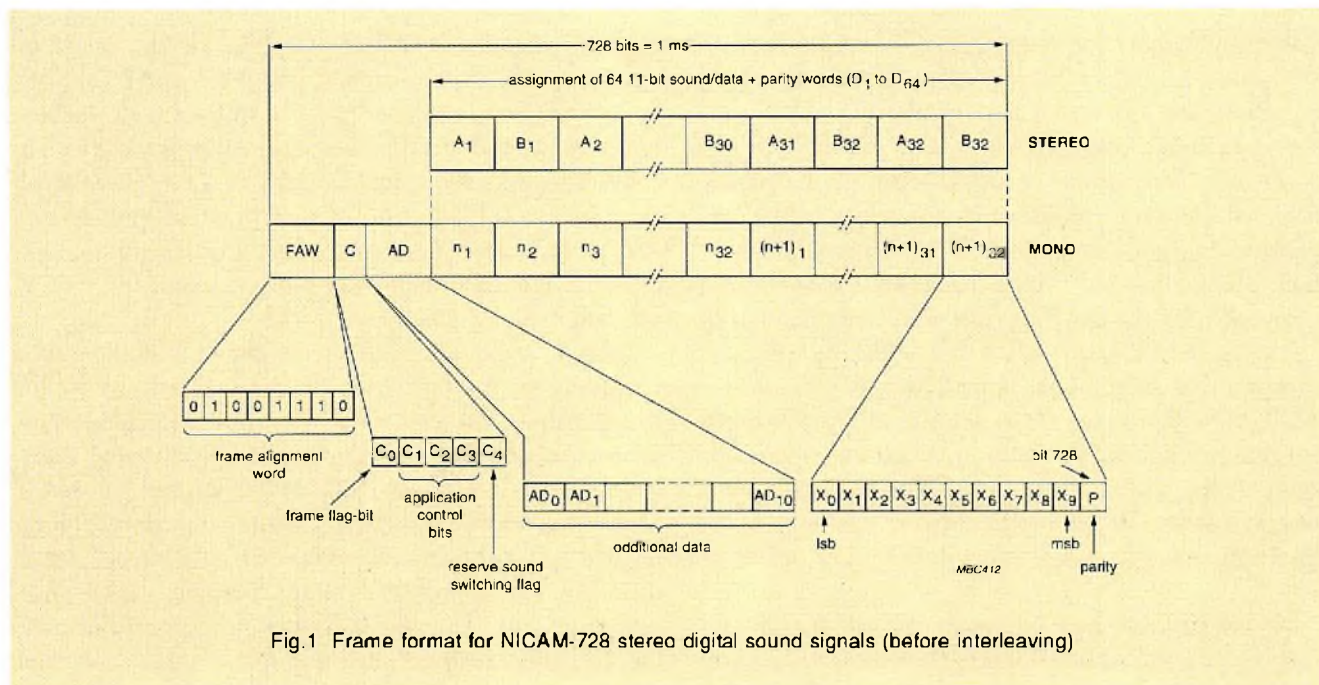 728 bits = 1 ms
assignment of 64 11-bit sound/data + parity words (D1 to D64)
A1 B1 A2 B30 A31 B32 A32 B32 STEREO
FAW C AD n1 n2 n3 n32 (n+1)1 (n+1)31 (n+1)32 MONO
0 1 0 0 1 1 1 0
frame alignment
word
C0 C1 C2 C3 C4
frame flag-bit
application
control
bits
reserve sound
switching flag
AD0 AD1 AD10
odditional data
bit 728
X0 X1 X2 X3 X4 X5 X6 X7 X8 X9 P
lsb
msb
parity
MBC412
Fig.1 Frame format for NICAM-728 stereo digital sound signals (before interleaving)